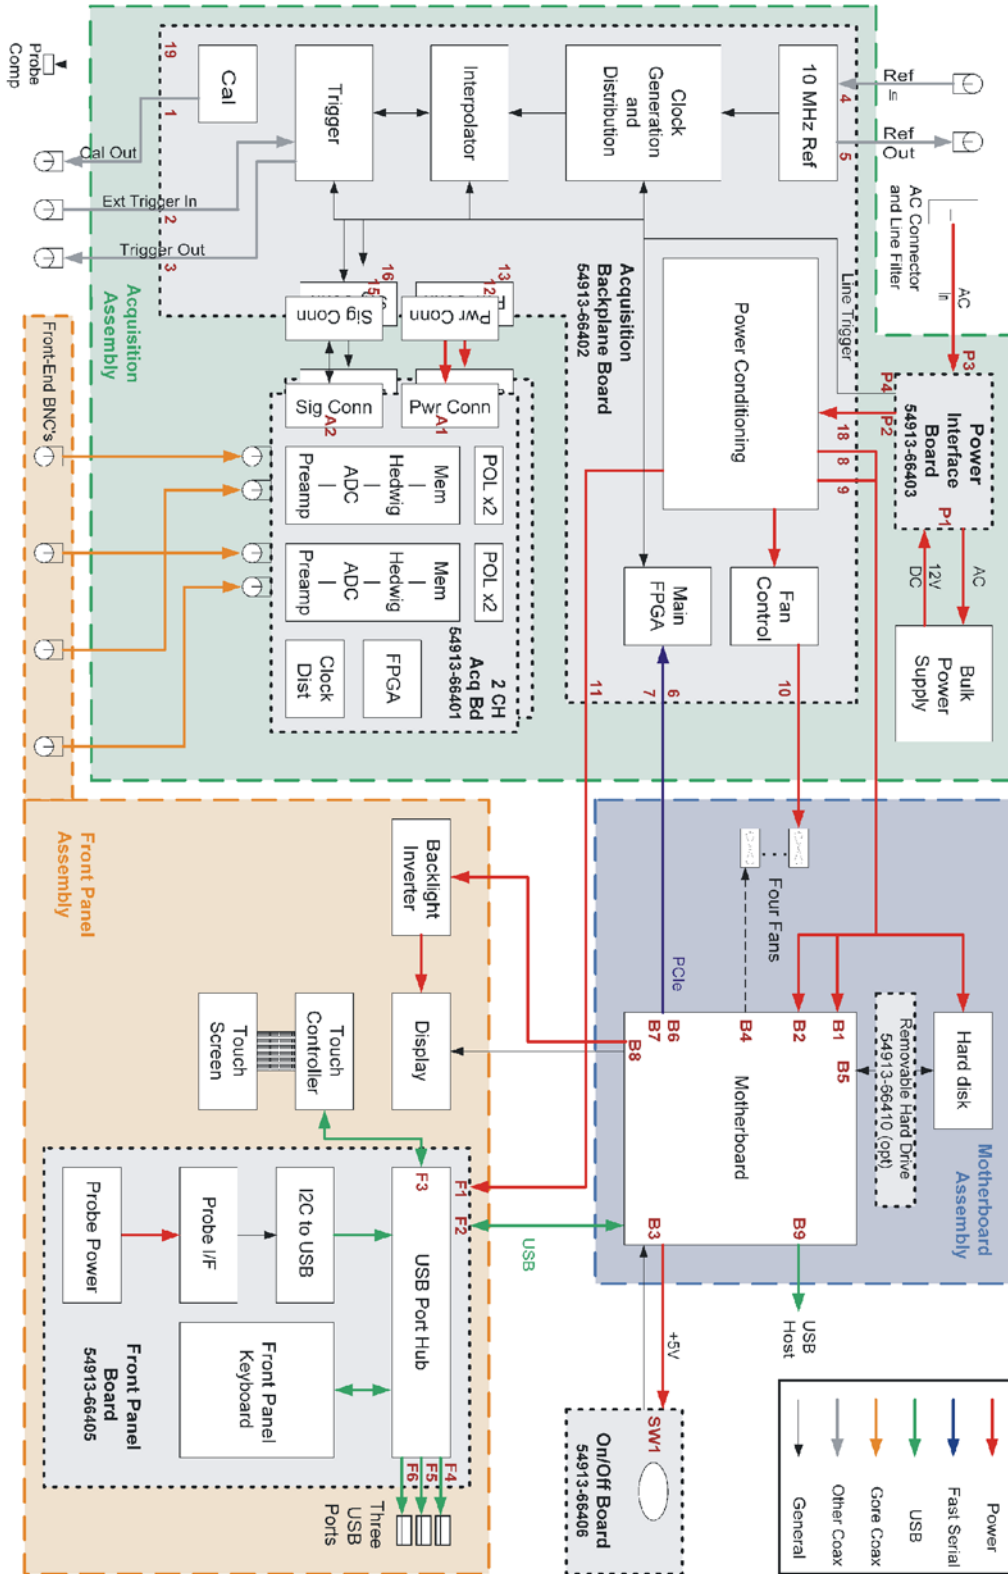 Ref
In
Ref
Out
AC Connector
and Line Filter
AC
In
P3
P4
P2
Power
Interface
Board
54913-66403
P1
12V
DC
AC
Bulk
Power
Supply
10 MHz Ref
4
5
Clock
Generation
and
Distribution
Interpolator
Trigger
Cal
19
1
2
3
Probe
Comp
Cal Out
Ext Trigger In
Trigger Out
Acquisition
Assembly
Line Trigger
Power Conditioning
18
8
9
Acquisition
Backplane Board
54913-66402
16
15
13
12
Sig Conn
Pwr Conn
Sig Conn
A2
Pwr Conn
A1
Main
FPGA
Fan
Control
11
7
6
10
Front-End BNC's
Preamp
ADC
Hedwig
Mem
POL x2
Preamp
ADC
Hedwig
Mem
POL x2
Clock
Dist
FPGA
2 CH
Acq Bd
54913-66401
Front Panel
Assembly
Backlight
Inverter
Display
Touch
Controller
Touch
Screen
Four Fans
PCIe
B7
B6
B8
B4
B2
B1
B5
B3
B9
Motherboard
Hard disk
Removable Hard Drive
54913-66410 (opt)
Motherboard
Assembly
USB
Host
USB
+5V
F3
F1
F2
USB Port Hub
I2C to USB
Probe I/F
Probe Power
Front Panel
Keyboard
Front Panel
Board
54913-66405
F6
F5
F4
Three
USB
Ports
SW1
On/Off Board
54913-66406
Power
Fast Serial
USB
Gore Coax
Other Coax
General